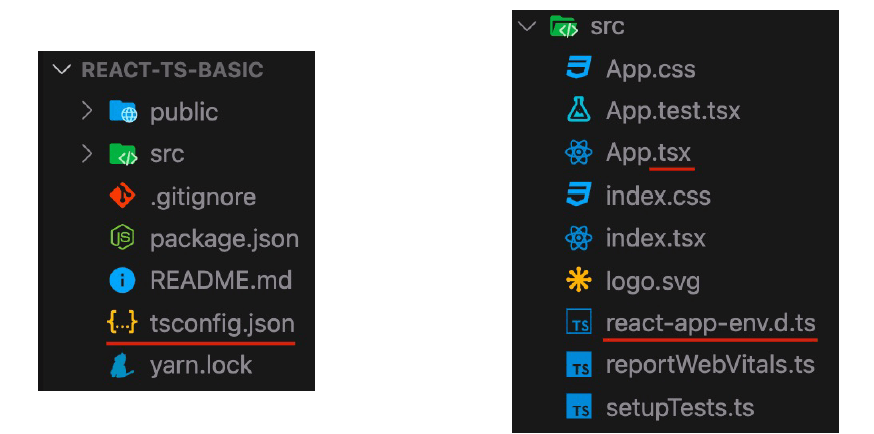 REACT-TS-BASIC
public
src
.gitignore
package.json
README.md
tsconfig.json
yarn.lock
src
App.css
App.test.tsx
App.tsx
index.css
index.tsx
logo.svg
react-app-env.d.ts
reportWebVitals.ts
setupTests.ts